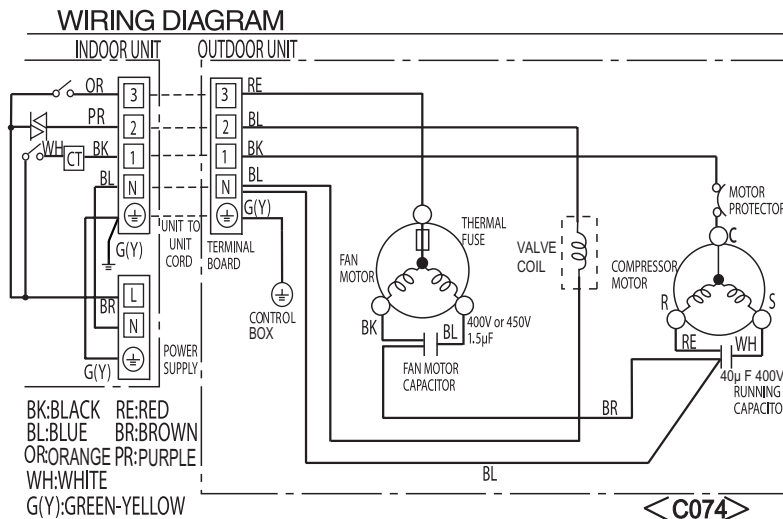 WIRING DIAGRAM
INDOOR UNIT
OUTDOOR UNIT
OR
3
3
RE
PR
2
2
BL
WH
CT
BK
1
1
BK
BL
N
N
BL
G(Y)
G(Y)
UNIT TO
UNIT
CORD
TERMINAL
BOARD
CONTROL
BOX
THERMAL
FUSE
FAN
MOTOR
VALVE
COIL
MOTOR
PROTECTOR
C
COMPRESSOR
MOTOR
R
S
BK
BL
400V or 450V
1.5μF
FAN MOTOR
CAPACITOR
RE
WH
40μ F 400V
RUNNING
CAPACITO
L
BR
N
POWER
SUPPLY
G(Y)
BR
BL
BK:BLACK RE:RED
BL:BLUE BR:BROWN
OR:ORANGE PR:PURPLE
WH:WHITE
G(Y):GREEN-YELLOW
C074